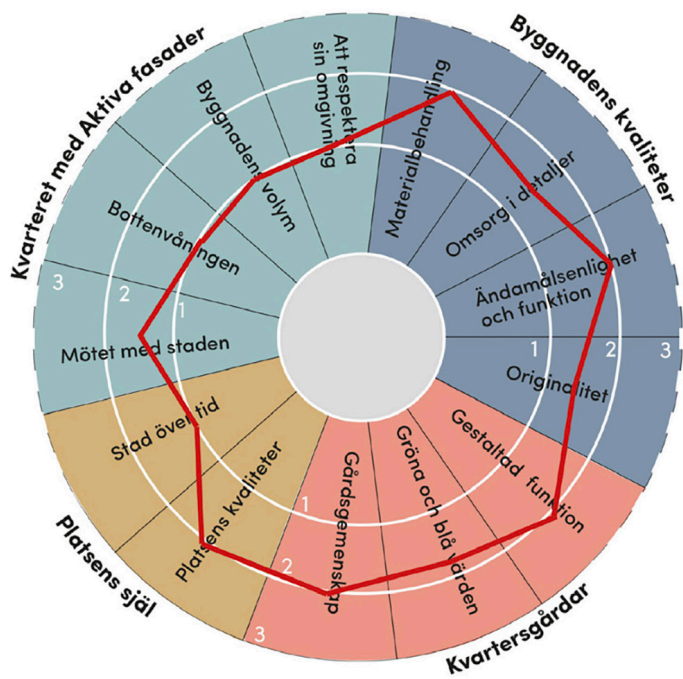 Kvarteret med Aktiva fasader
Byggnadens kvaliteter
Att respektera
sin omgivning
Materialbehandling
Omsorg i detaljer
Ändamålsenlighet
och funktion
1 2 3
Originalitet
Gestaltad funktion
Gröna och blå värden
Gårdsgemenskap
1
2
3
Kvartersgårdar
Platsens kvaliteter
Stad över tid
Platsens själ
Mötet med staden
3 2 1
Bottenvåningen
Byggnadens volym